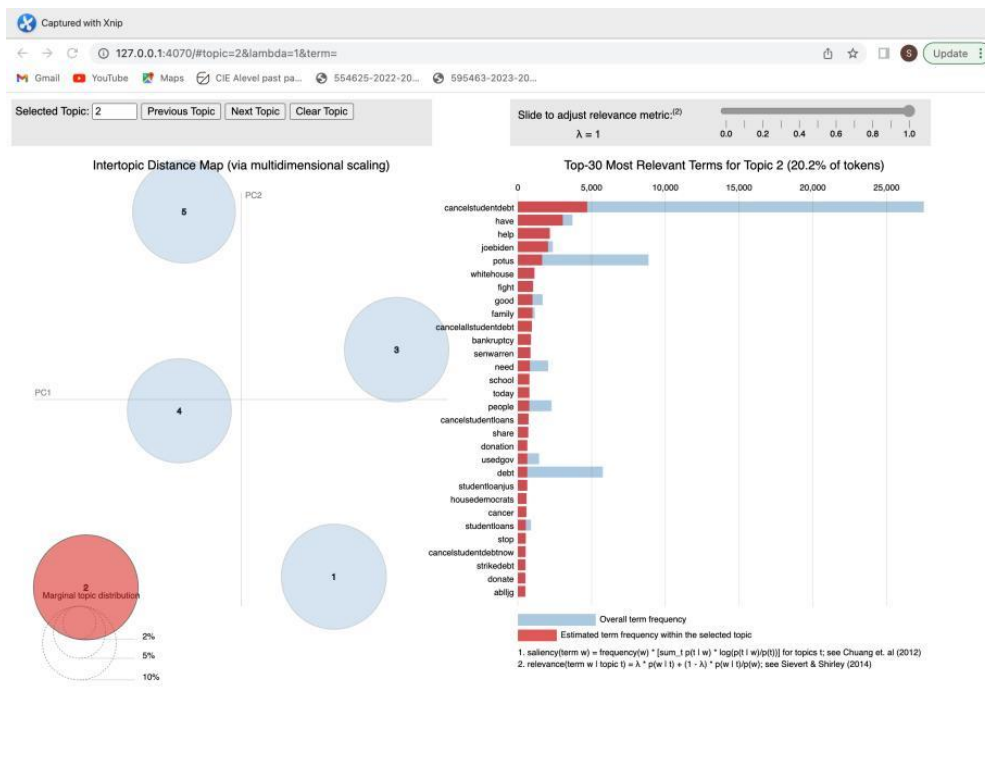 Captured with Xnip
127.0.0.1:4070/#topic=2&lambda=1&term=
S
Update
Gmail
YouTube
Maps
CIE Alevel past pa...
554625-2022-20...
595463-2023-20...
Selected Topic: 2
Previous Topic
Next Topic
Clear Topic
Slide to adjust relevance metric:(2)
λ = 1
0.0 0.2 0.4 0.6 0.8 1.0
Intertopic Distance Map (via multidimensional scaling)
PC2
5
3
PC1
4
2
1
Marginal topic distribution
2%
5%
10%
Top-30 Most Relevant Terms for Topic 2 (20.2% of tokens)
0 5,000 10,000 15,000 20,000 25,000
cancelstudentdebt
have
help
joebiden
potus
whitehouse
fight
good
family
cancelallstudentdebt
bankruptcy
senwarren
need
school
today
people
cancelstudentloans
share
donation
usedgov
debt
studentloanjus
housedemocrats
cancer
studentloans
stop
cancelstudentdebtnow
strikedebt
donate
Overall term frequency
Estimated term frequency within the selected topic
1. saliency(term w) = frequency(w) * [sum_t p(t | w) * log(p(t | w)/p(t))] for topics t; see Chuang et. al (2012)
2. relevance(term w | topic t) = λ * p(w | t) + (1 - λ) * p(w | t)/p(w); see Sievert & Shirley (2014)